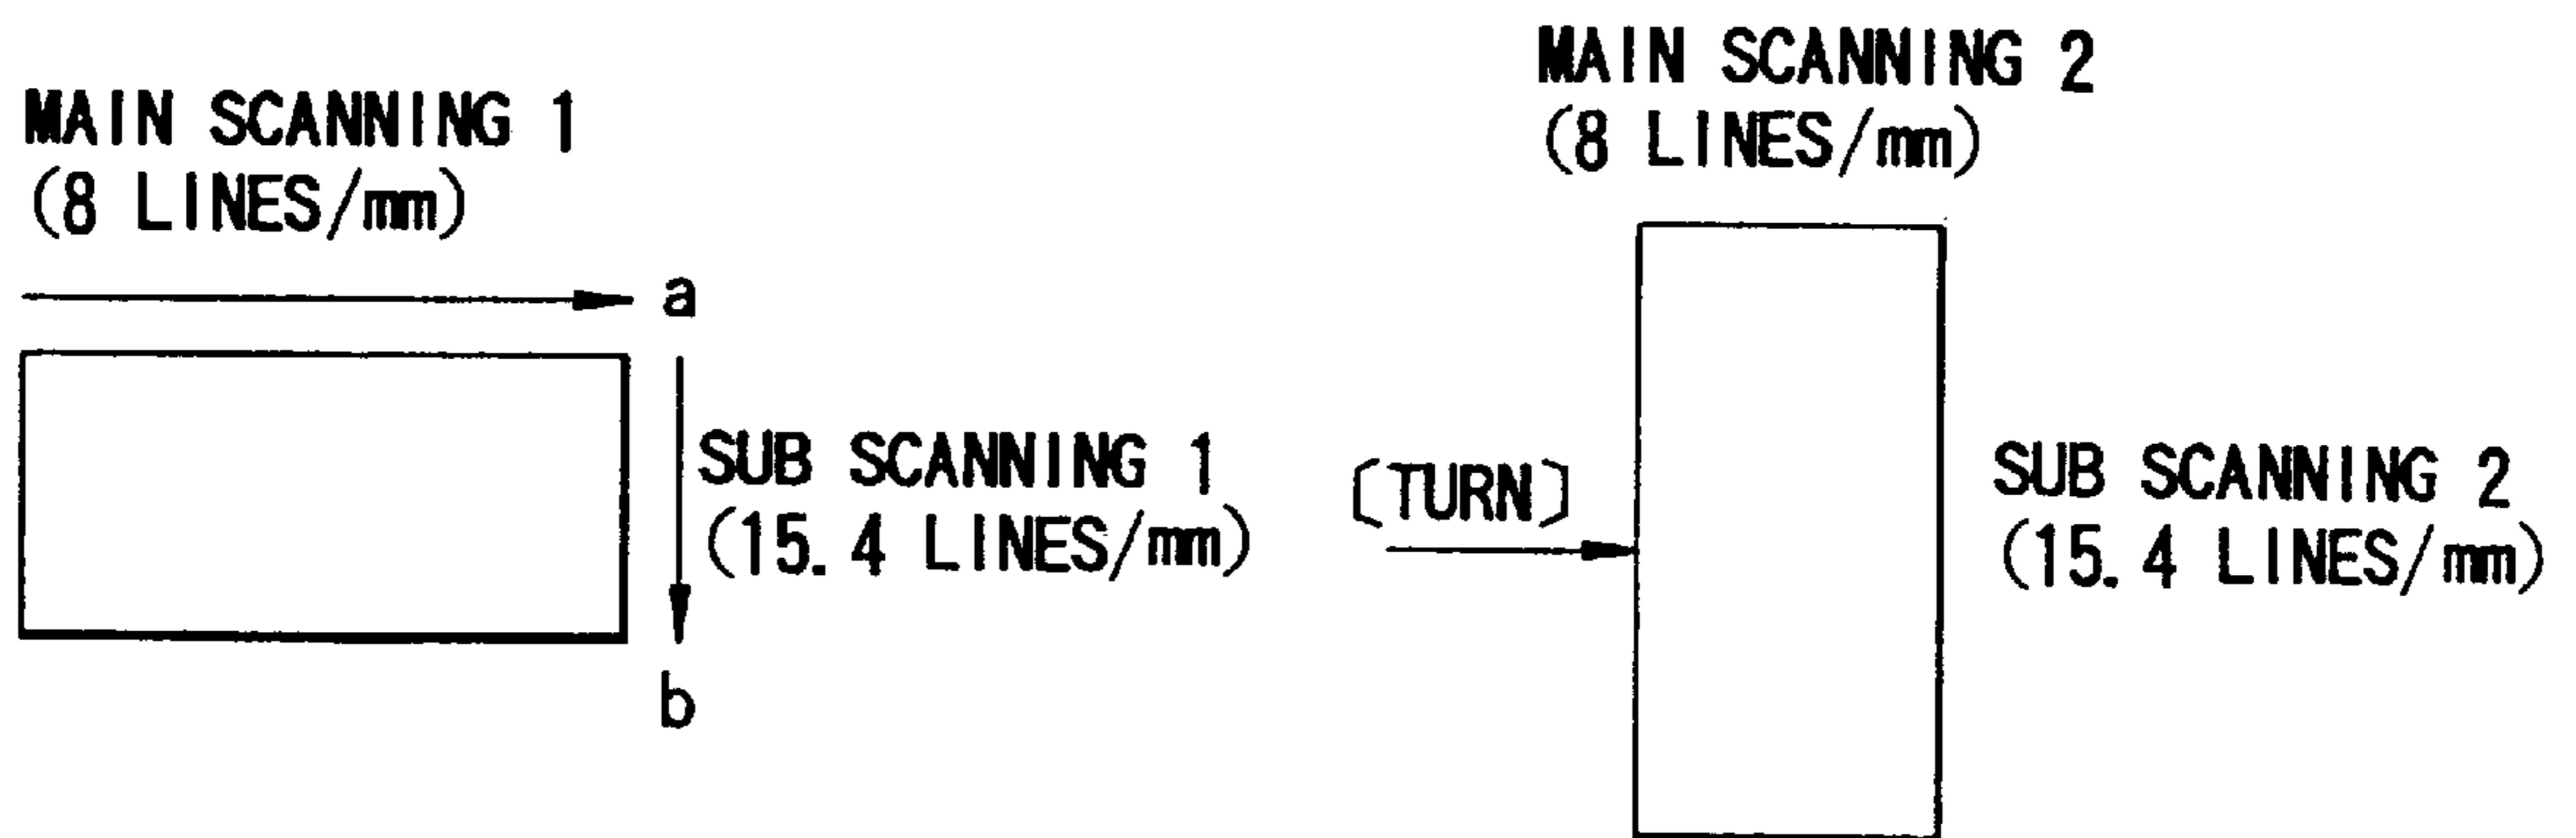 MAIN SCANNING 1
(8 LINES/mm)
a
SUB SCANNING 1
(15.4 LINES/mm)
b
MAIN SCANNING 2
(8 LINES/mm)
[TURN]
SUB SCANNING 2
(15.4 LINES/mm)